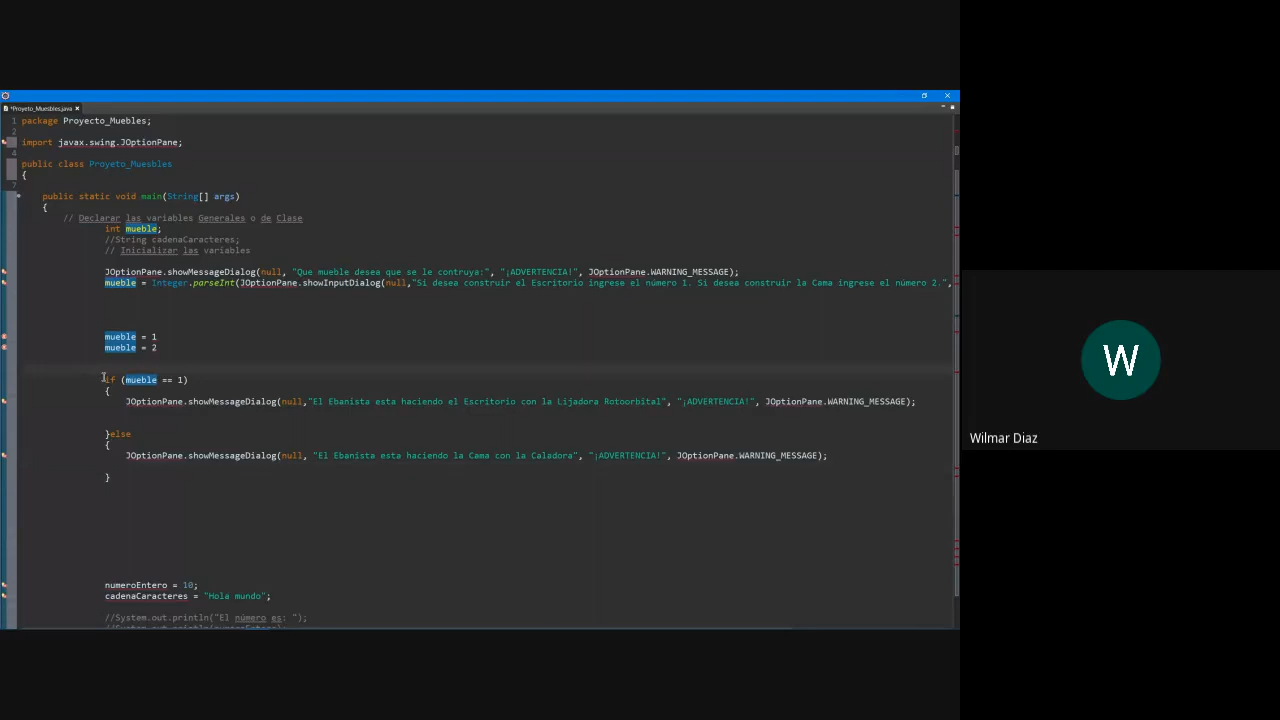 *Proyeto_Muesbles.java
1 package Proyecto_Muebles;
2
import javax.swing.JOptionPane;
4
public class Proyeto_Muesbles
{
7
public static void main(String[] args)
{
// Declarar las variables Generales o de Clase
int mueble;
//String cadenaCaracteres;
// Inicializar las variables
JOptionPane.showMessageDialog(null, "Que mueble desea que se le contruya:", "¡ADVERTENCIA!", JOptionPane.WARNING_MESSAGE);
mueble = Integer.parseInt(JOptionPane.showInputDialog(null,"Si desea construir el Escritorio ingrese el número 1. Si desea construir la Cama ingrese el número 2.",
mueble = 1
mueble = 2
if (mueble == 1)
{
JOptionPane.showMessageDialog(null,"El Ebanista esta haciendo el Escritorio con la Lijadora Rotoorbital", "¡ADVERTENCIA!", JOptionPane.WARNING_MESSAGE);
}else
{
JOptionPane.showMessageDialog(null, "El Ebanista esta haciendo la Cama con la Caladora", "¡ADVERTENCIA!", JOptionPane.WARNING_MESSAGE);
}
numeroEntero = 10;
cadenaCaracteres = "Hola mundo";
//System.out.println("El número es: ");
W
Wilmar Diaz